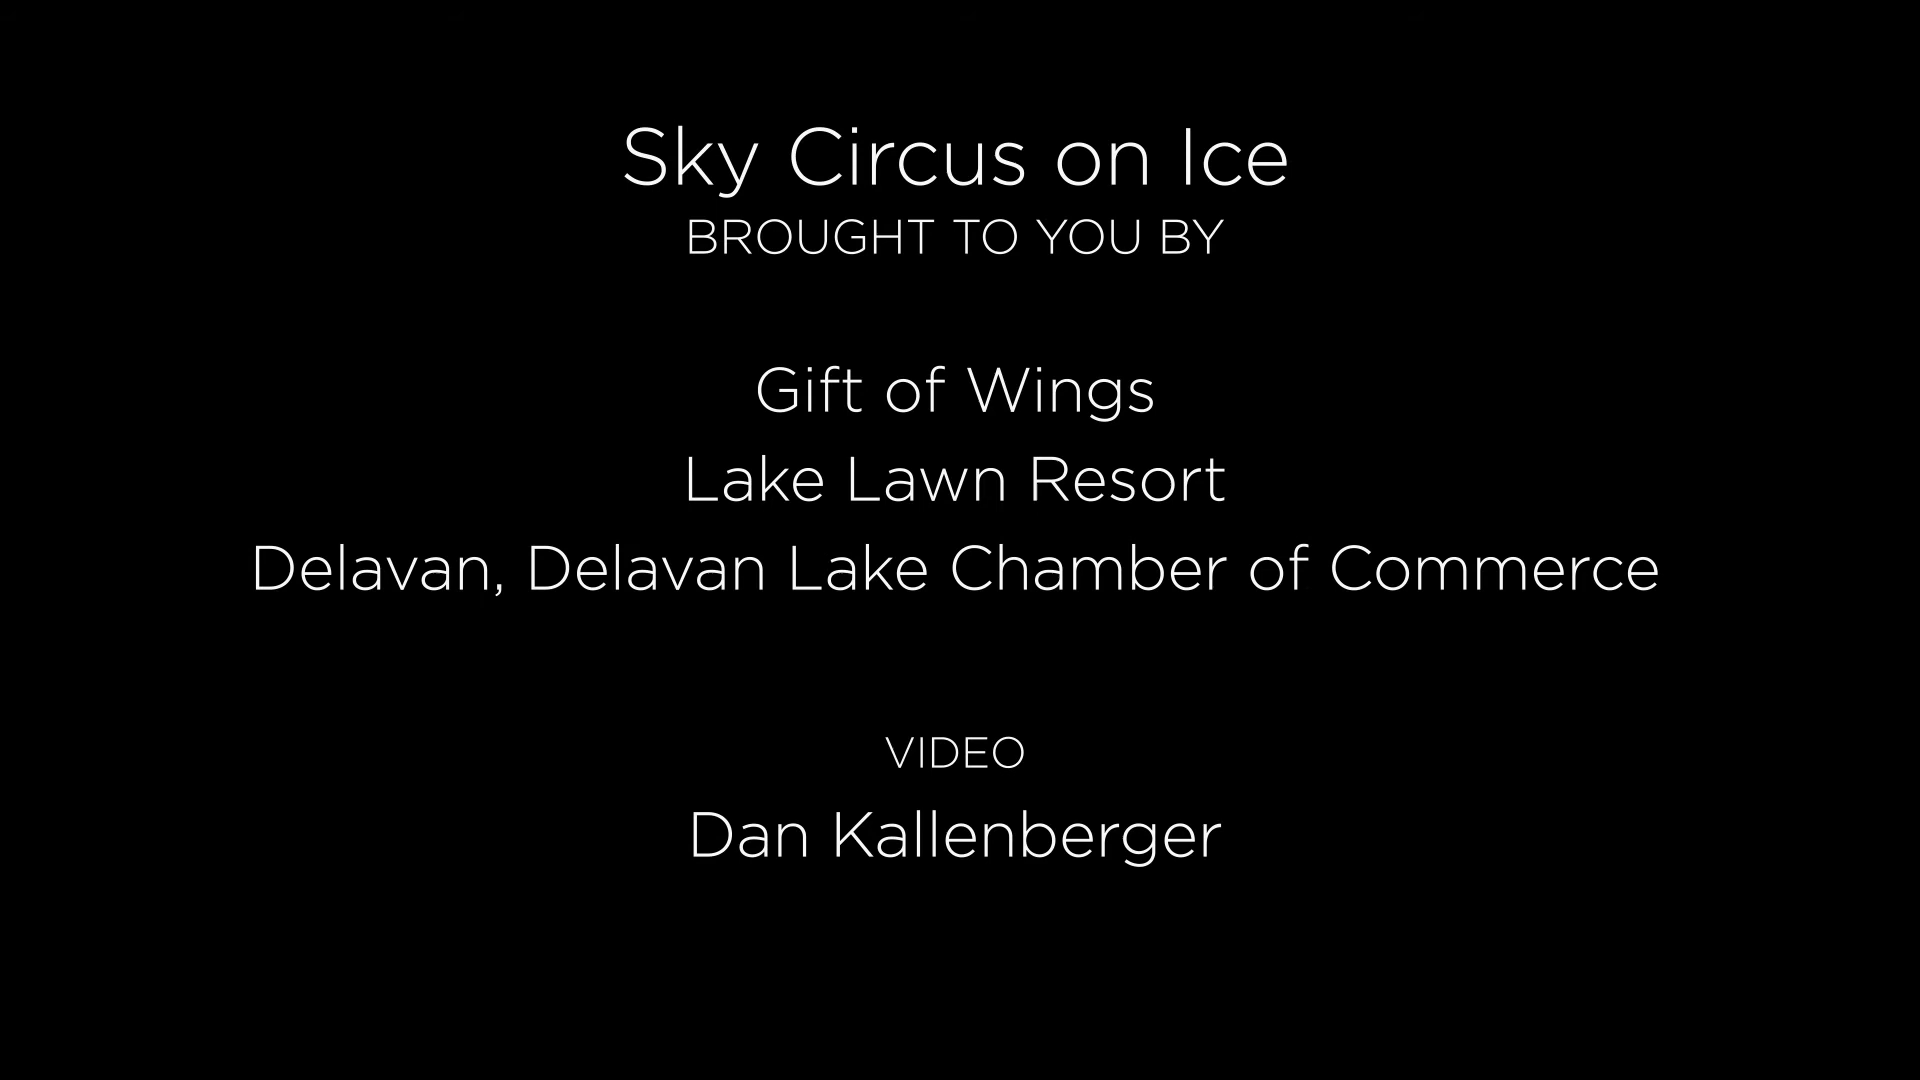 Sky Circus on Ice
BROUGHT TO YOU BY
Gift of Wings
Lake Lawn Resort
Delavan, Delavan Lake Chamber of Commerce
VIDEO
Dan Kallenberger